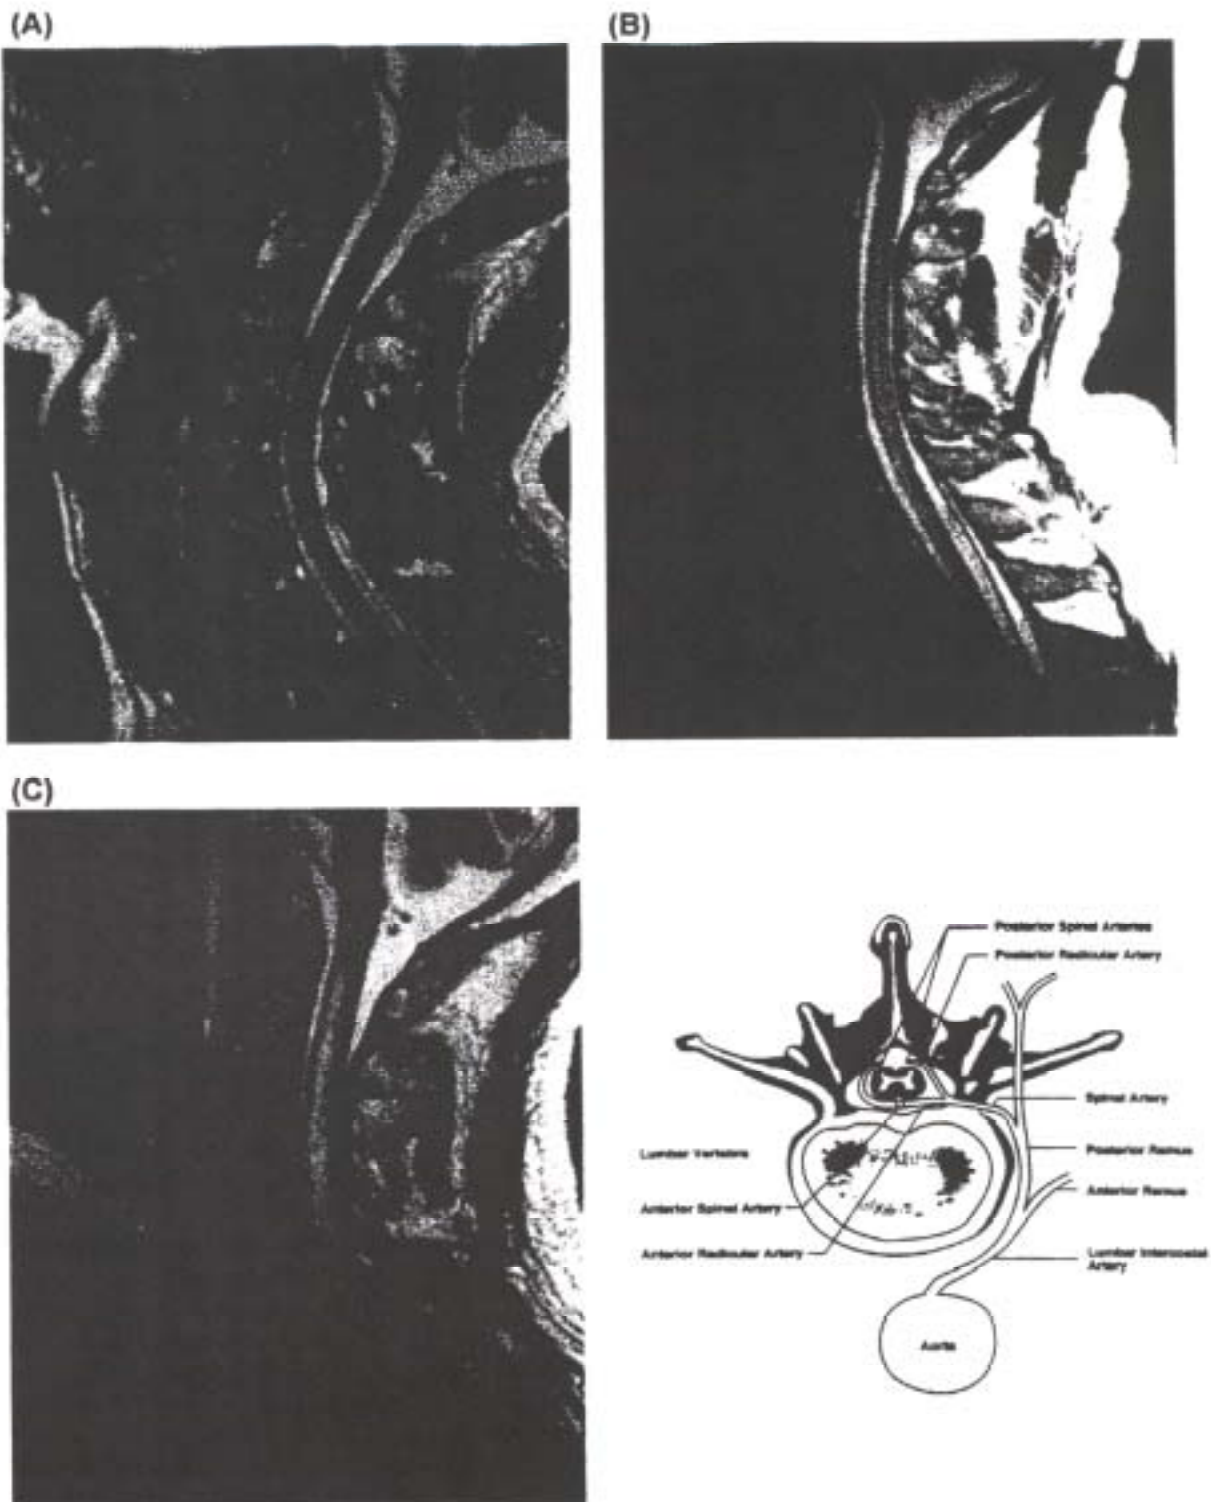 (A)
(B)
(C)
Posterior Spinal Arteries
Posterior Radicular Artery
Spinal Artery
Lumbar Vertebra
Posterior Ramus
Anterior Ramus
Anterior Spinal Artery
Anterior Radicular Artery
Lumbar Intercostal
Artery
Aorta